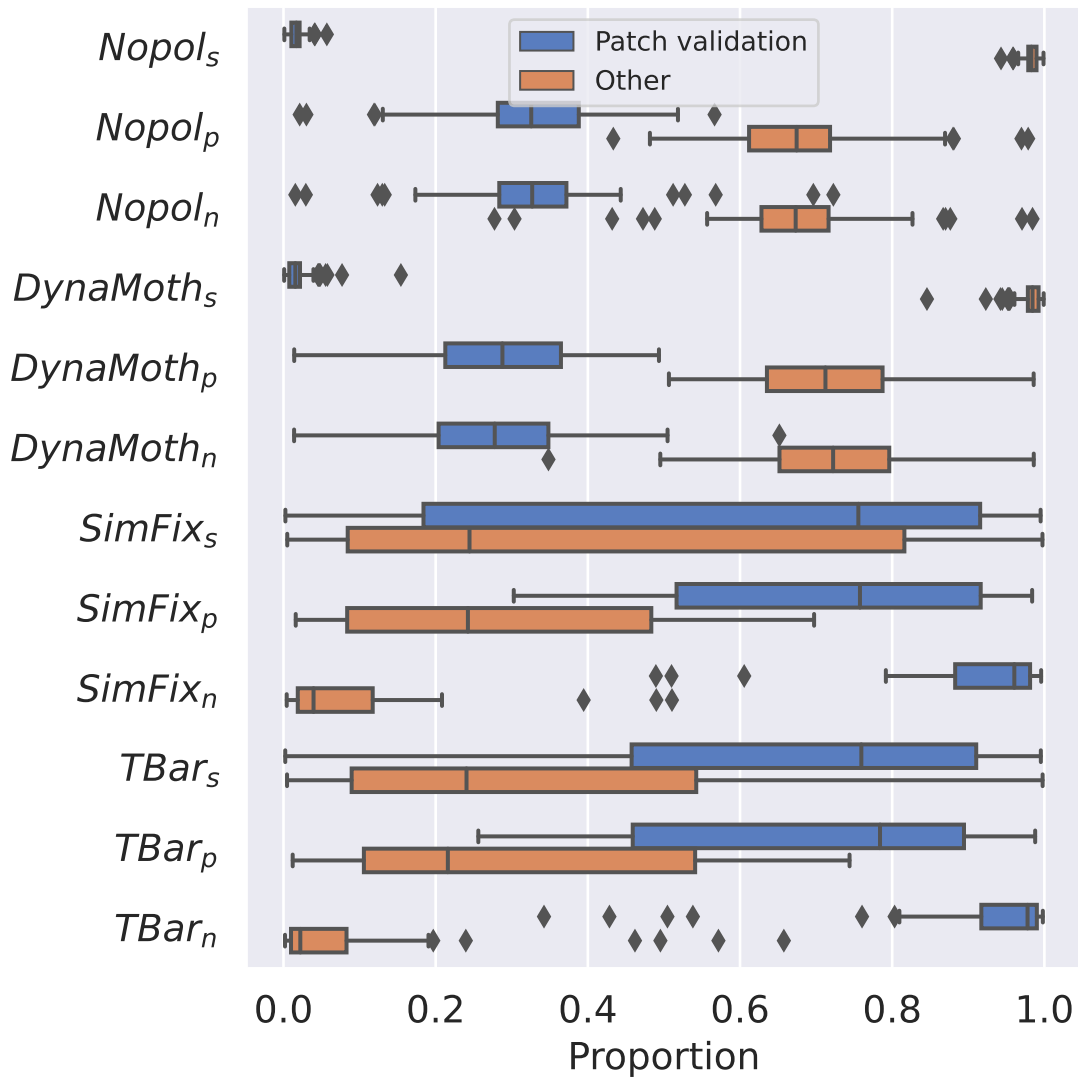 Patch validation
Other
Nopol_s
Nopol_p
Nopol_n
DynaMoth_s
DynaMoth_p
DynaMoth_n
SimFix_s
SimFix_p
SimFix_n
TBar_s
TBar_p
TBar_n
0.0 0.2 0.4 0.6 0.8 1.0
Proportion